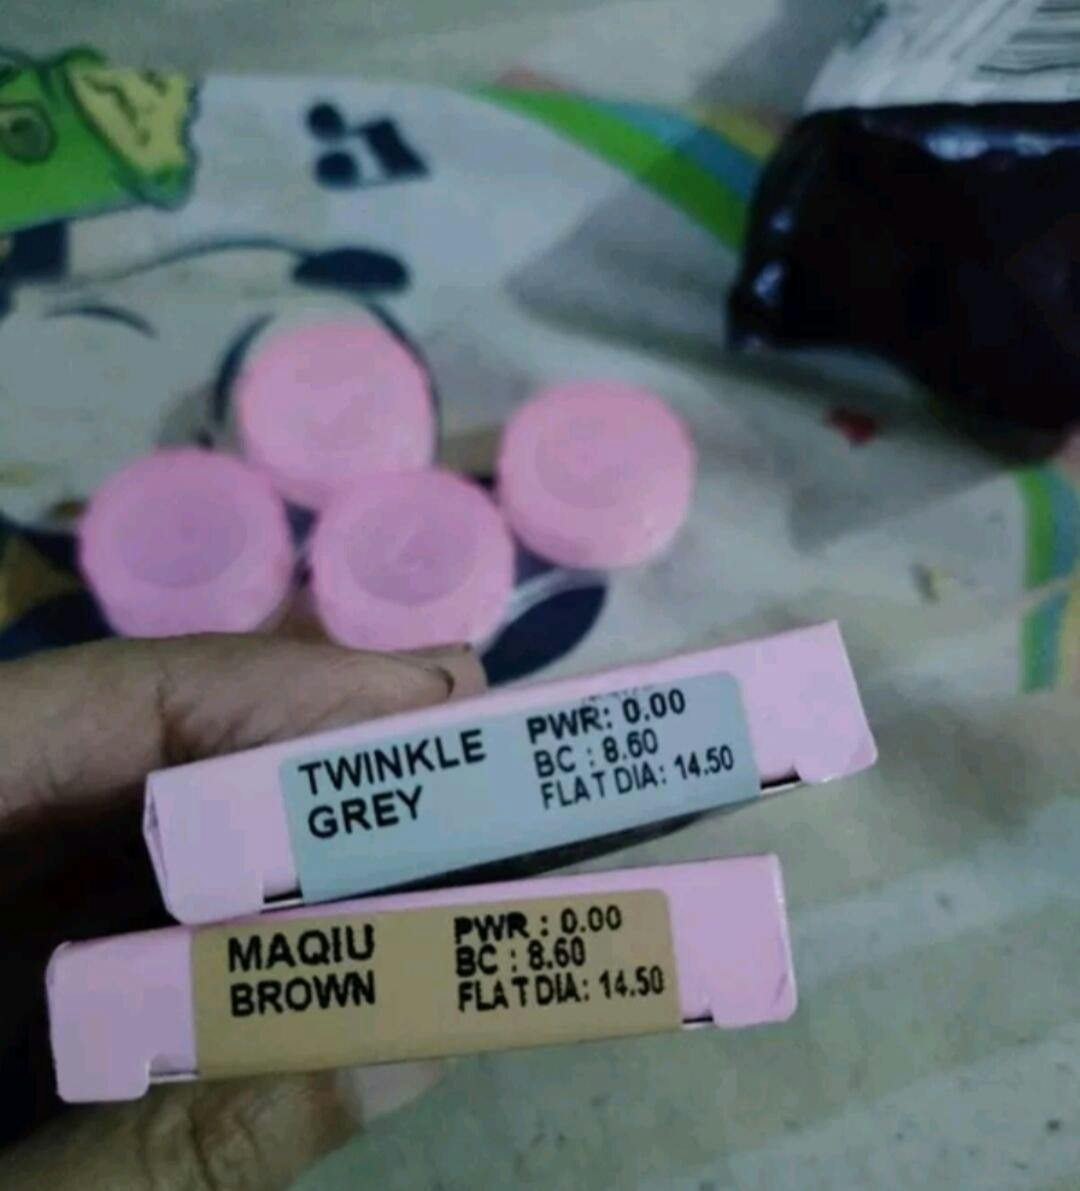 TWINKLE
GREY
PWR: 0.00
BC : 8.60
FLAT DIA: 14.50
MAQIU
BROWN
PWR : 0.00
BC : 8.60
FLAT DIA: 14.50